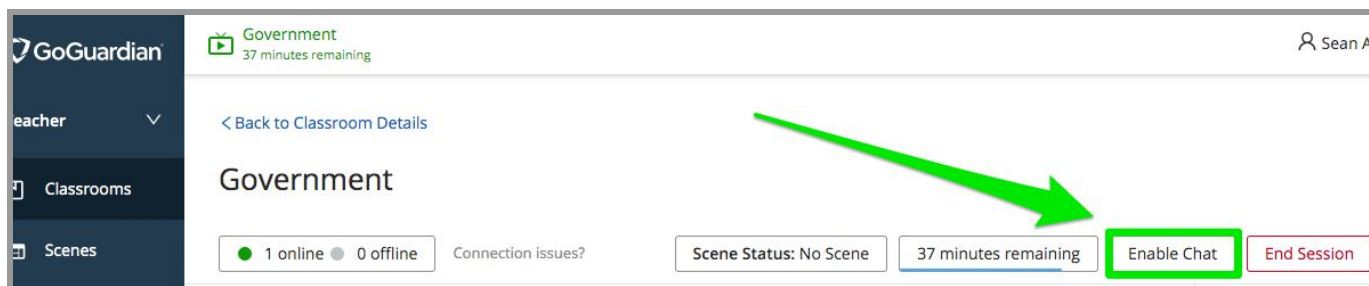 GoGuardian
Government
37 minutes remaining
Sean A
eacher
< Back to Classroom Details
Classrooms
Government
Scenes
1 online 0 offline
Connection issues?
Scene Status: No Scene
37 minutes remaining
Enable Chat
End Session